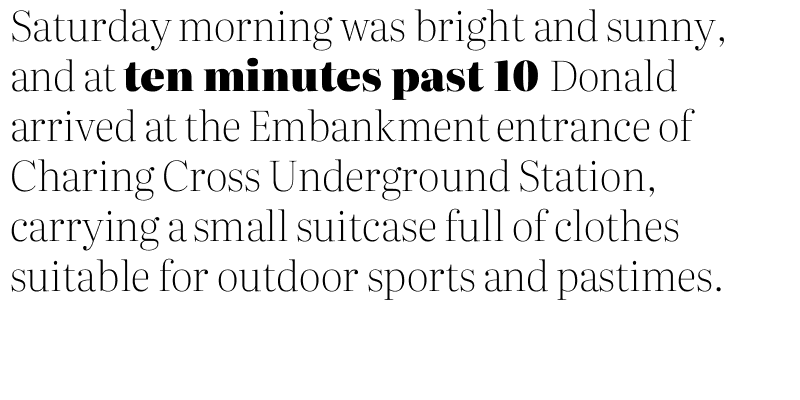 Saturday morning was bright and sunny,
and at ten minutes past 10 Donald
arrived at the Embankment entrance of
Charing Cross Underground Station,
carrying a small suitcase full of clothes
suitable for outdoor sports and pastimes.